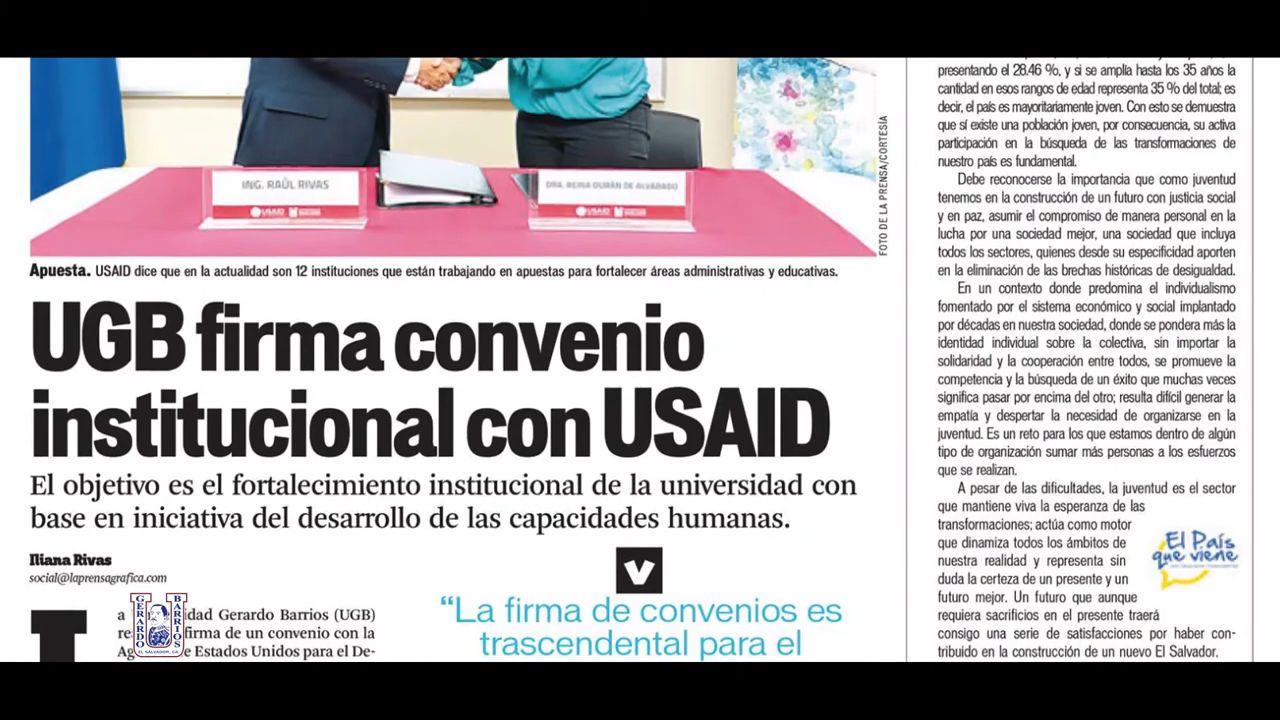 ING. RAÚL RIVAS
USAID
DRA. REINA DURÁN DE ALVARADO
USAID
FOTO DE LA PRENSA/CORTESÍA
Apuesta. USAID dice que en la actualidad son 12 instituciones que están trabajando en apuestas para fortalecer áreas administrativas y educativas.
UGB firma convenio
institucional con USAID
El objetivo es el fortalecimiento institucional de la universidad con
base en iniciativa del desarrollo de las capacidades humanas.
Iliana Rivas
social@laprensagrafica.com
L
a
idad Gerardo Barrios (UGB)
firma de un convenio con la
e Estados Unidos para el De-
GERARDO
BARRIOS
EL SALVADOR, C.A.
“La firma de convenios es
trascendental para el
presentando el 28.46 %, y si se amplía hasta los 35 años la
cantidad en esos rangos de edad representa 35 % del total; es
decir, el país es mayoritariamente joven. Con esto se demuestra
que sí existe una población joven, por consecuencia, su activa
participación en la búsqueda de las transformaciones de
nuestro país es fundamental.
Debe reconocerse la importancia que como juventud
tenemos en la construcción de un futuro con justicia social
y en paz, asumir el compromiso de manera personal en la
lucha por una sociedad mejor, una sociedad que incluya
todos los sectores, quienes desde su especificidad aporten
en la eliminación de las brechas históricas de desigualdad.
En un contexto donde predomina el individualismo
fomentado por el sistema económico y social implantado
por décadas en nuestra sociedad, donde se pondera más la
identidad individual sobre la colectiva, sin importar la
solidaridad y la cooperación entre todos, se promueve la
competencia y la búsqueda de un éxito que muchas veces
significa pasar por encima del otro; resulta difícil generar la
empatía y despertar la necesidad de organizarse en la
juventud. Es un reto para los que estamos dentro de algún
tipo de organización sumar más personas a los esfuerzos
que se realizan.
A pesar de las dificultades, la juventud es el sector
que mantiene viva la esperanza de las
transformaciones; actúa como motor
que dinamiza todos los ámbitos de
nuestra realidad y representa sin
duda la certeza de un presente y un
futuro mejor. Un futuro que aunque
requiera sacrificios en el presente traerá
consigo una serie de satisfacciones por haber con-
tribuido en la construcción de un nuevo El Salvador.
El País
que viene